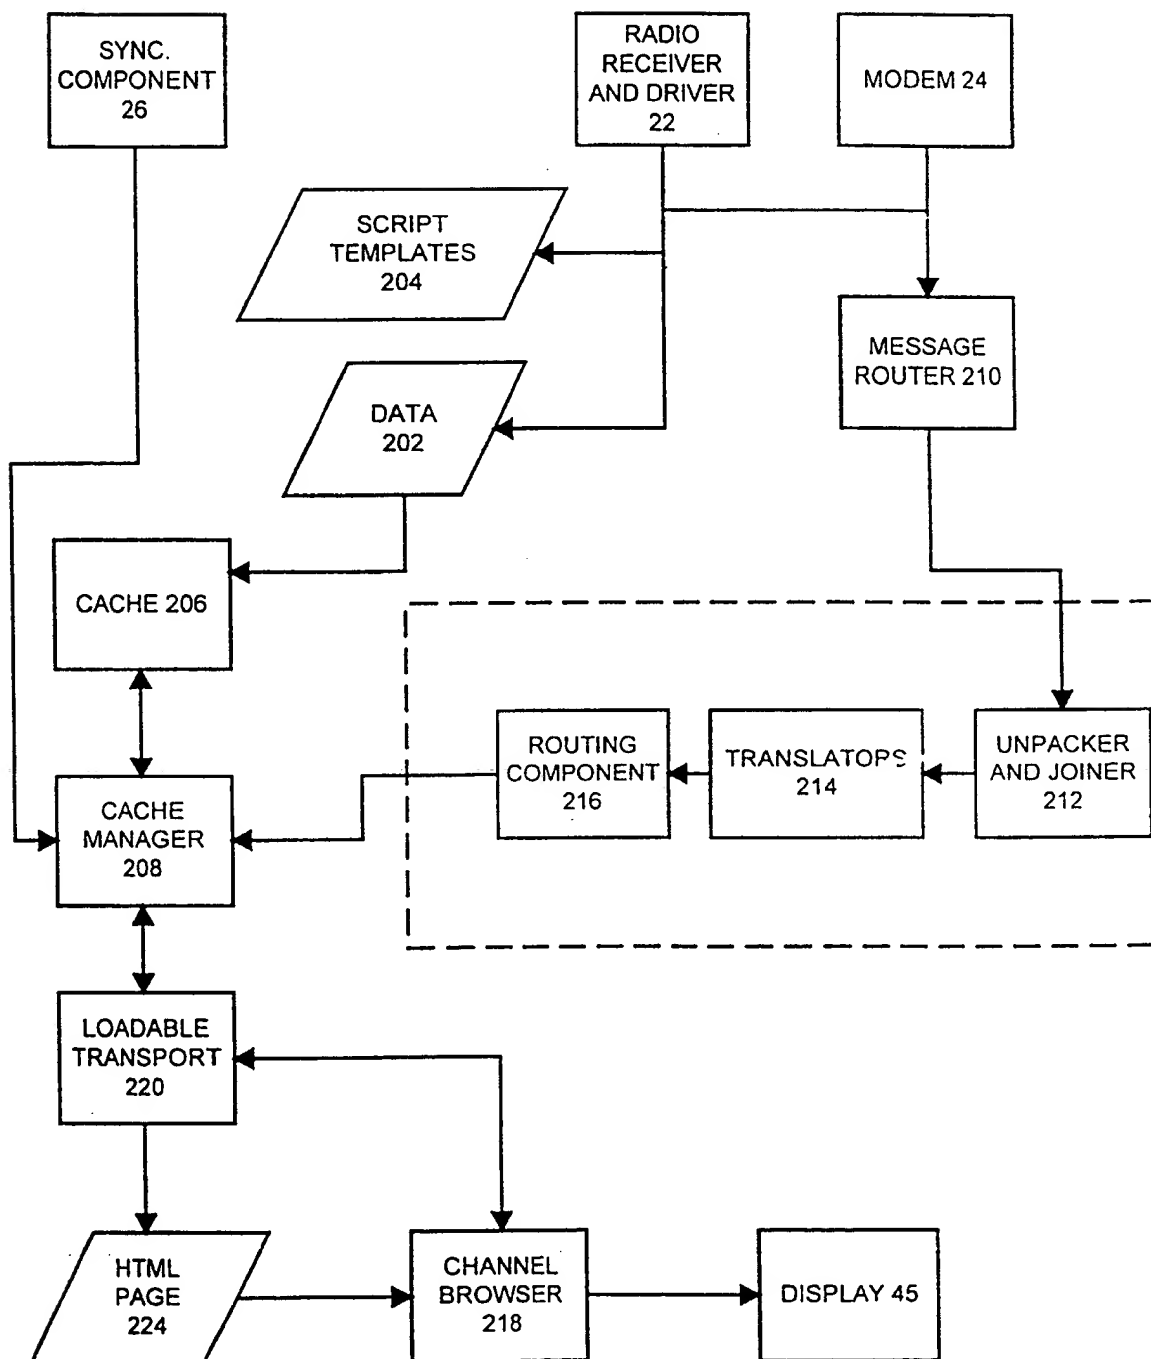 SYNC.
COMPONENT
26
RADIO
RECEIVER
AND DRIVER
22
MODEM 24
SCRIPT
TEMPLATES
204
MESSAGE
ROUTER 210
DATA
202
CACHE 206
ROUTING
COMPONENT
216
TRANSLATOPS
214
UNPACKER
AND JOINER
212
CACHE
MANAGER
208
LOADABLE
TRANSPORT
220
HTML
PAGE
224
CHANNEL
BROWSER
218
DISPLAY 45